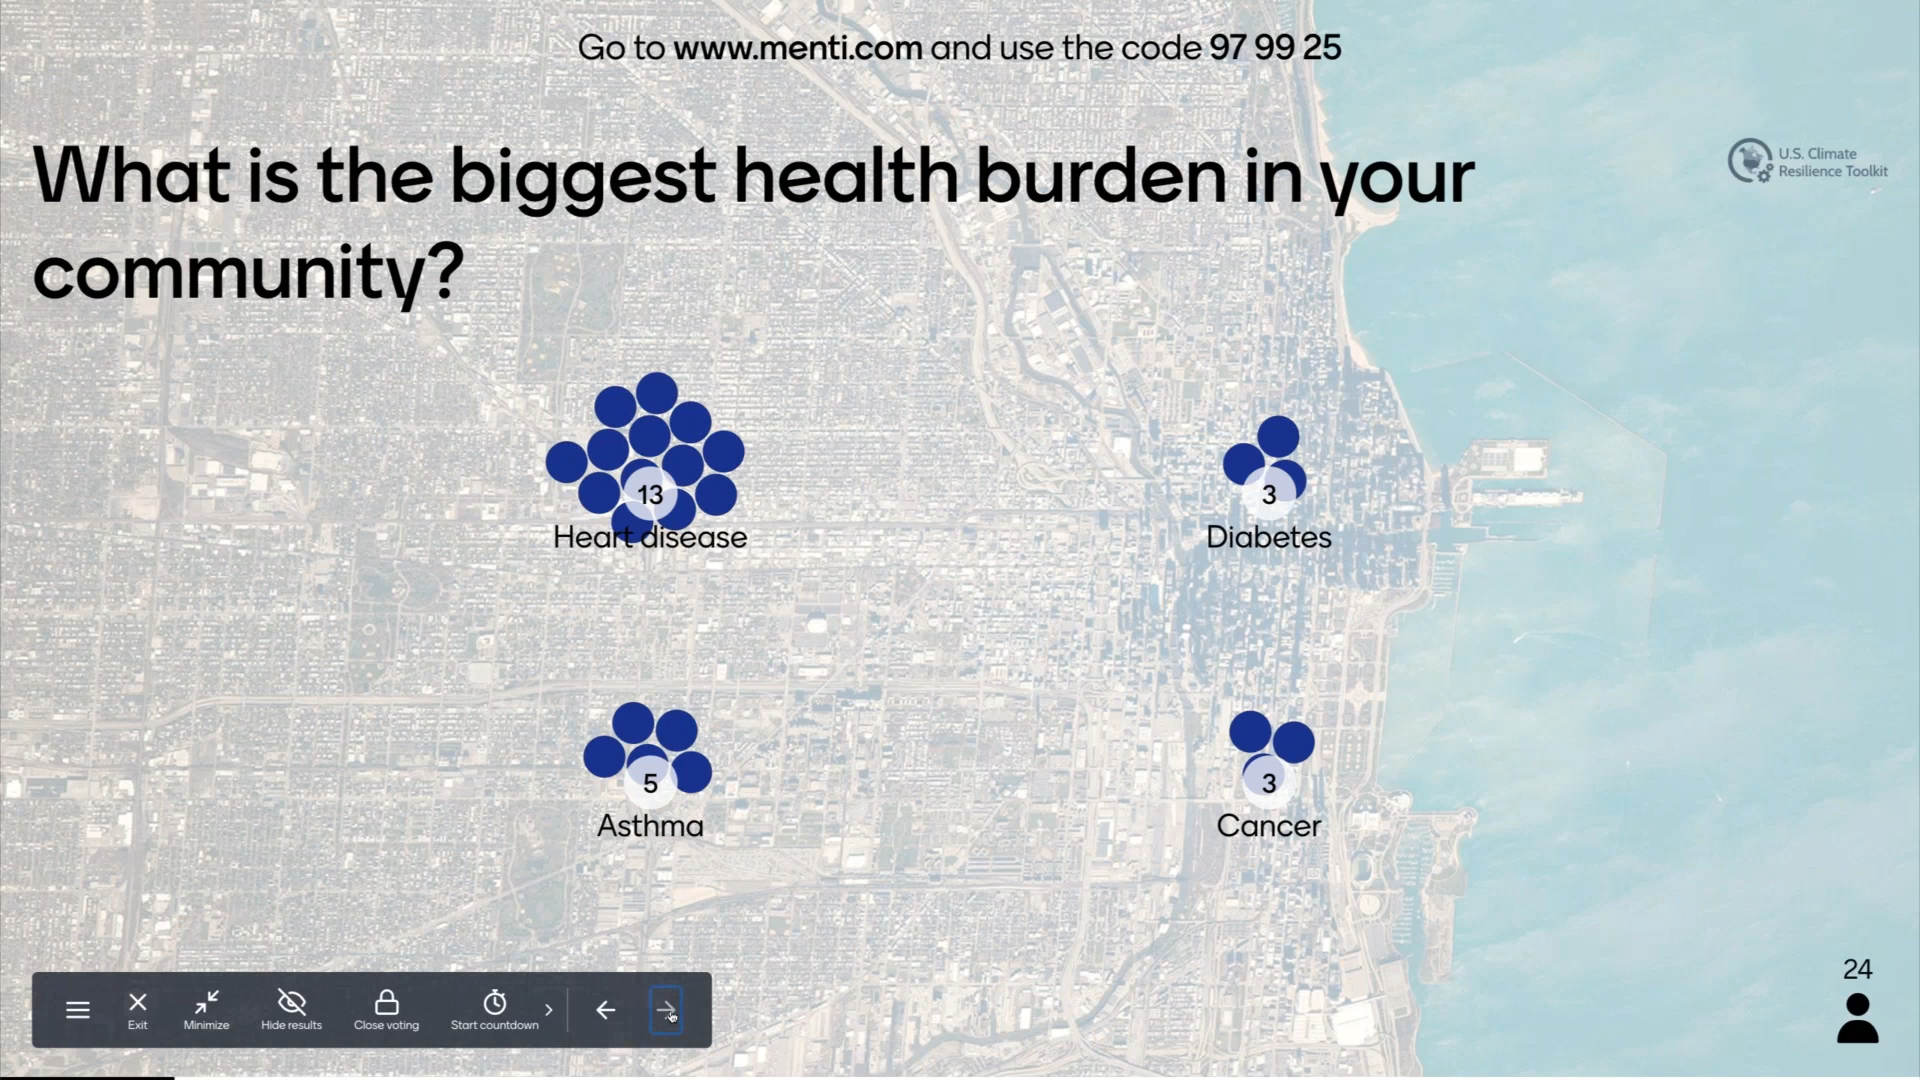 Go to www.menti.com and use the code 97 99 25
What is the biggest health burden in your
community?
U.S. Climate
Resilience Toolkit
13
Heart disease
3
Diabetes
5
Asthma
3
Cancer
24
Exit
Minimize
Hide results
Close voting
Start countdown